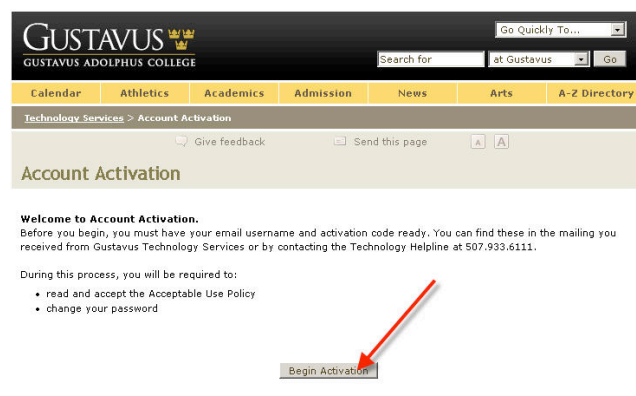 GUSTAVUS
GUSTAVUS ADOLPHUS COLLEGE
Go Quickly To...
Search for
at Gustavus
Go
Calendar Athletics Academics Admission News Arts A-Z Directory
Technology Services > Account Activation
Give feedback Send this page A A
Account Activation
Welcome to Account Activation.
Before you begin, you must have your email username and activation code ready. You can find these in the mailing you
received from Gustavus Technology Services or by contacting the Technology Helpline at 507.933.6111.
During this process, you will be required to:
• read and accept the Acceptable Use Policy
• change your password
Begin Activation